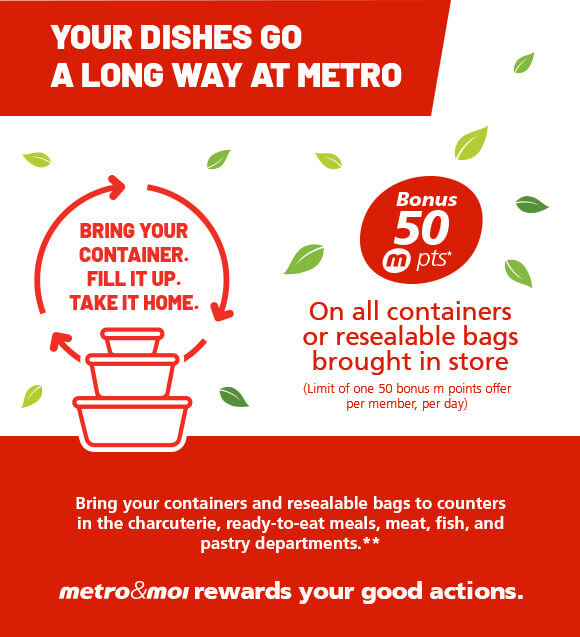 YOUR DISHES GO
A LONG WAY AT METRO
BRING YOUR
CONTAINER.
FILL IT UP.
TAKE IT HOME.
Bonus
50
m pts*
On all containers
or resealable bags
brought in store
(Limit of one 50 bonus m points offer
per member, per day)
Bring your containers and resealable bags to counters
in the charcuterie, ready-to-eat meals, meat, fish, and
pastry departments.**
metro&moi rewards your good actions.